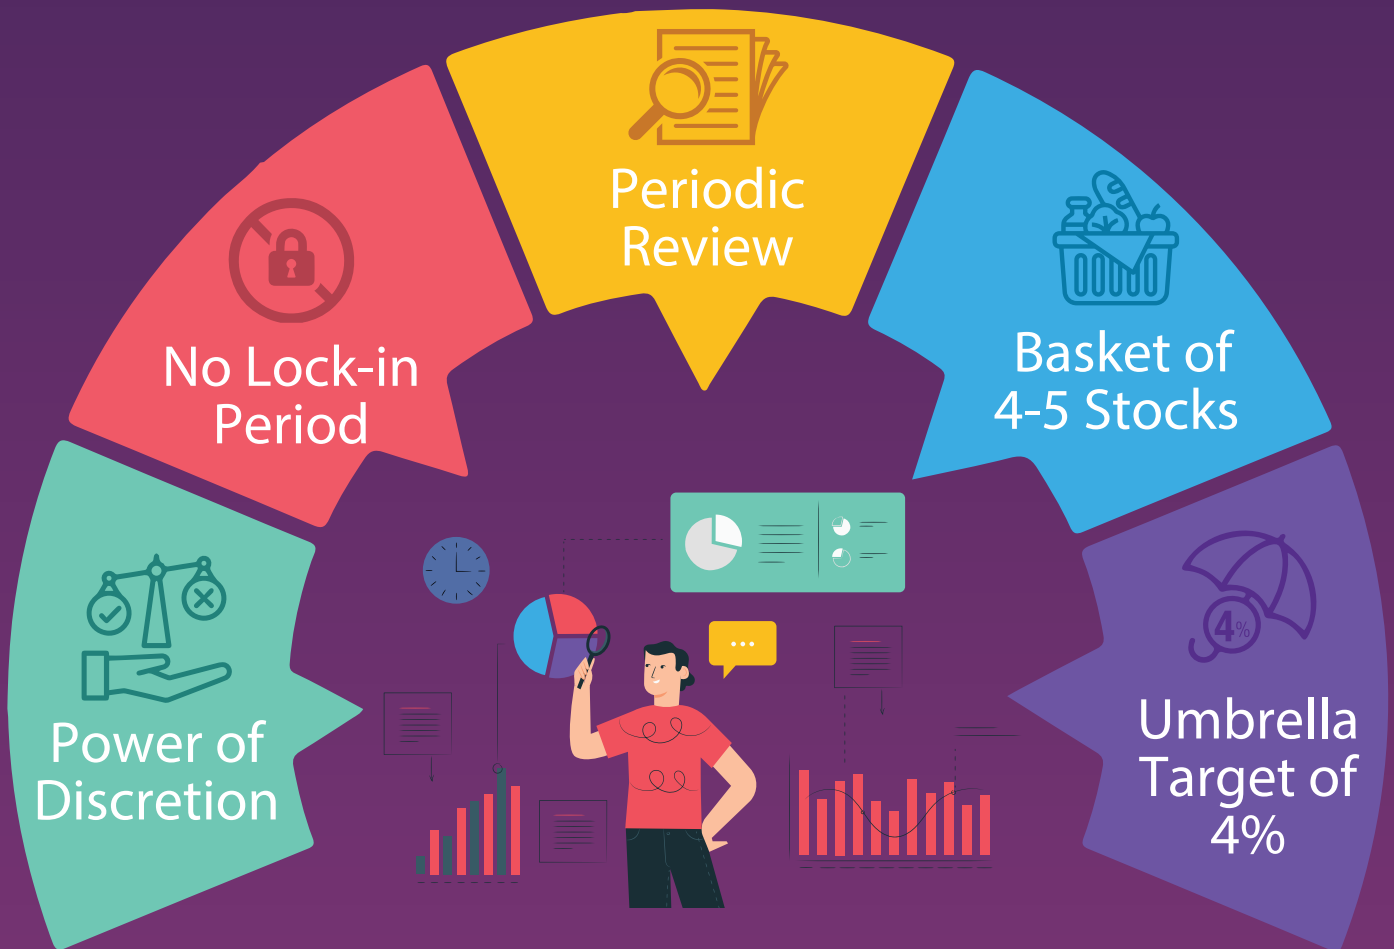 Periodic
Review
No Lock-in
Period
Basket of
4-5 Stocks
Power of
Discretion
4%
Umbrella
Target of
4%
...